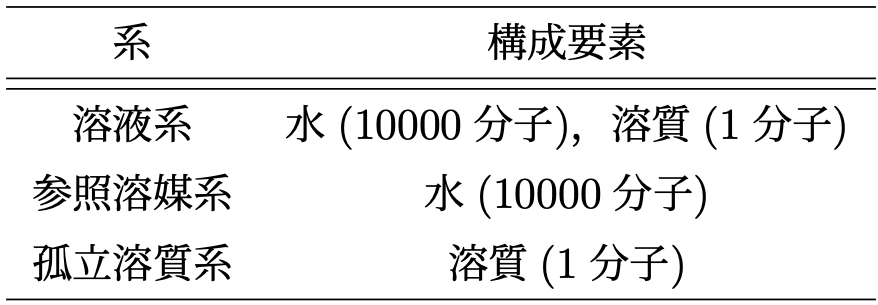 系 構成要素
溶液系 水 (10000 分子)，溶質 (1 分子)
参照溶媒系 水 (10000 分子)
孤立溶質系 溶質 (1 分子)